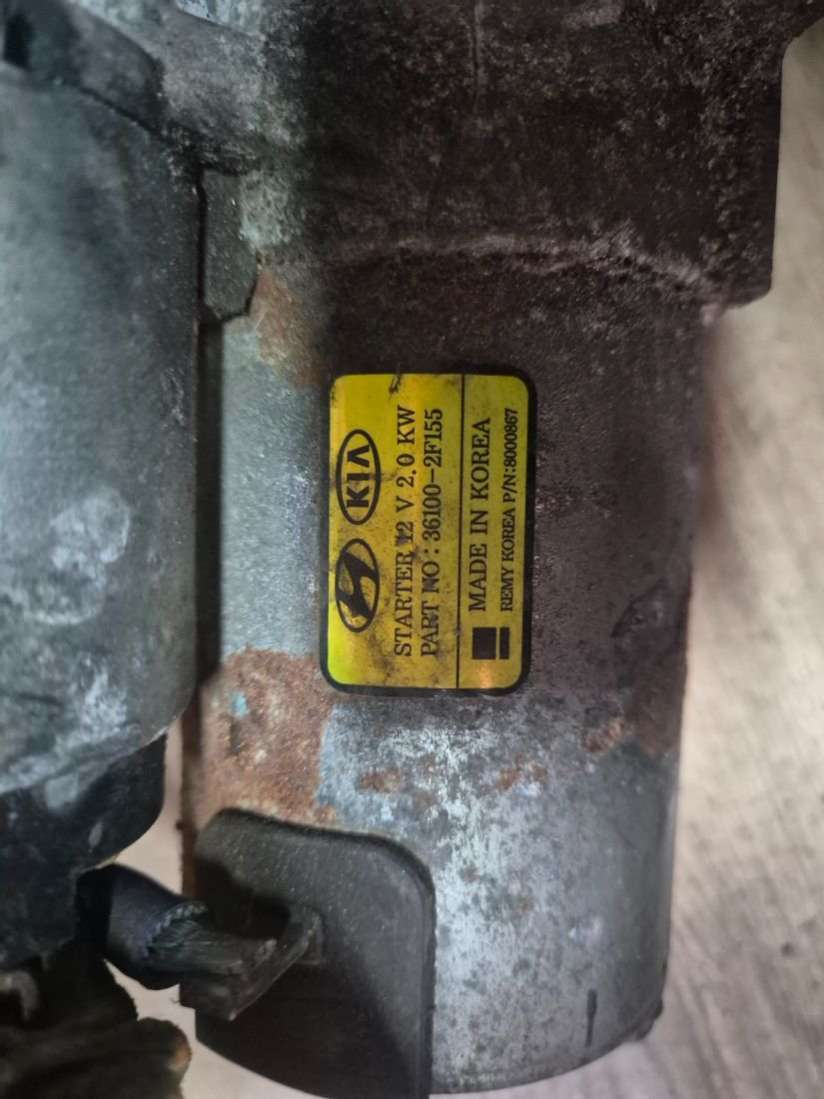 KIA
STARTER 12 V 2.0 KW
PART NO : 36100-2F155
MADE IN KOREA
REMY KOREA P/N:8000867